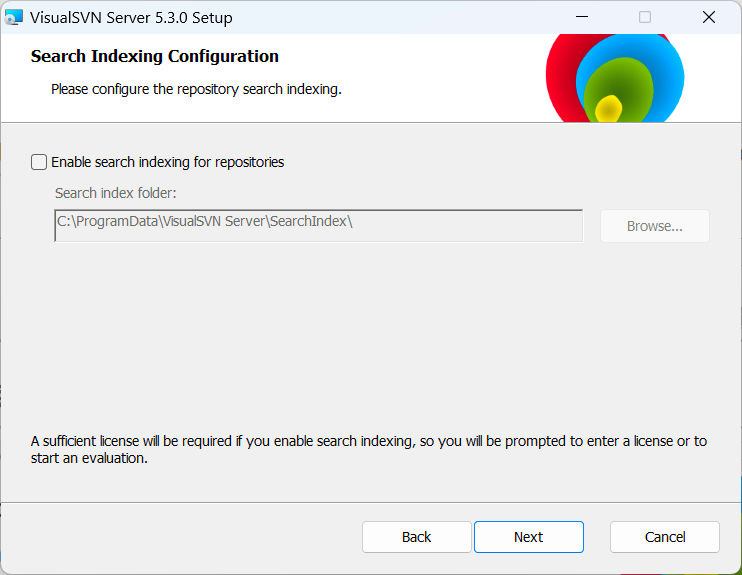 VisualSVN Server 5.3.0 Setup
Search Indexing Configuration
Please configure the repository search indexing.
Enable search indexing for repositories
Search index folder:
C:\ProgramData\VisualSVN Server\SearchIndex\
Browse...
A sufficient license will be required if you enable search indexing, so you will be prompted to enter a license or to
start an evaluation.
Back
Next
Cancel